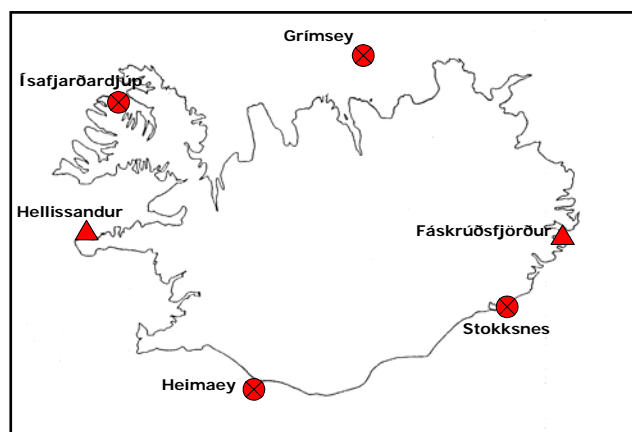 Grímsey
Ísafjarðardjúp
Hellissandur
Fáskrúðsfjörður
Stokksnes
Heimaey